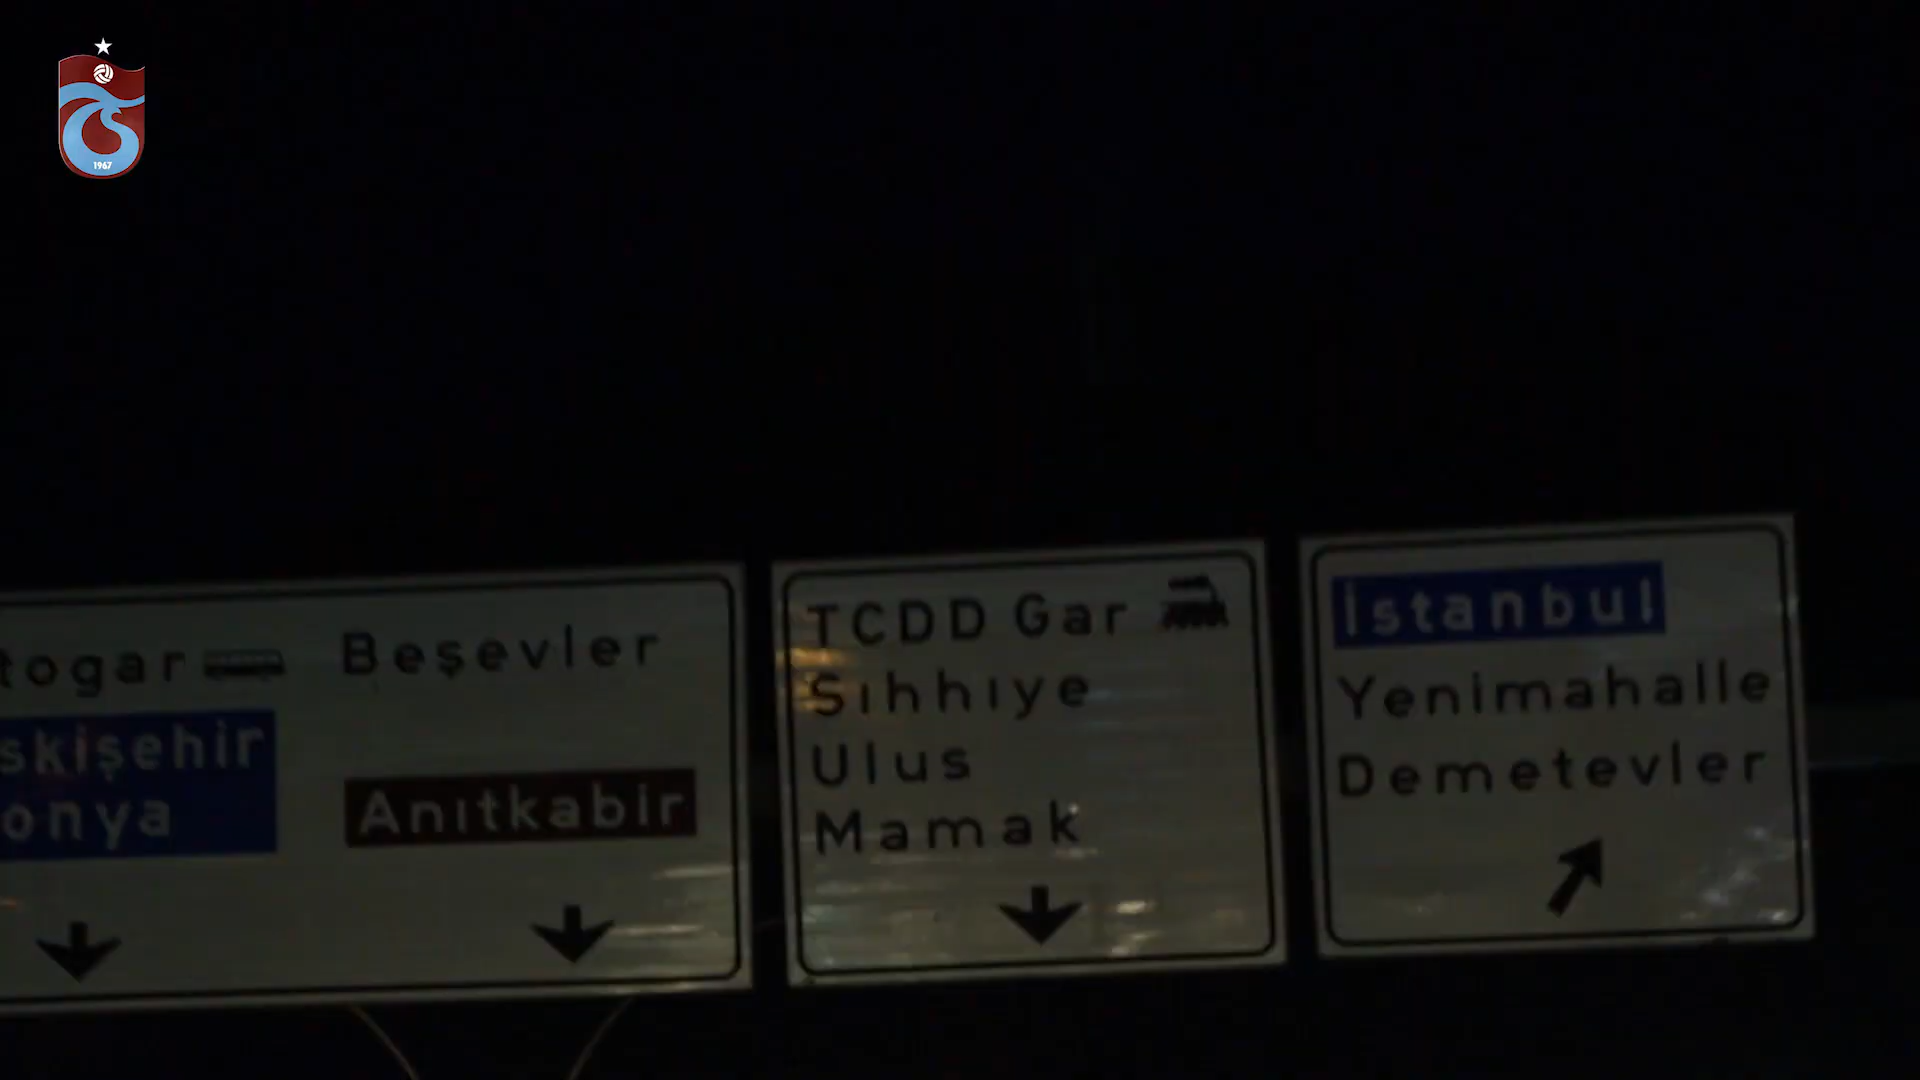 1967
togar
skişehir
onya
Beşevler
Anıtkabir
TCDD Gar
Sıhhıye
Ulus
Mamak
İstanbul
Yenimahalle
Demetevler